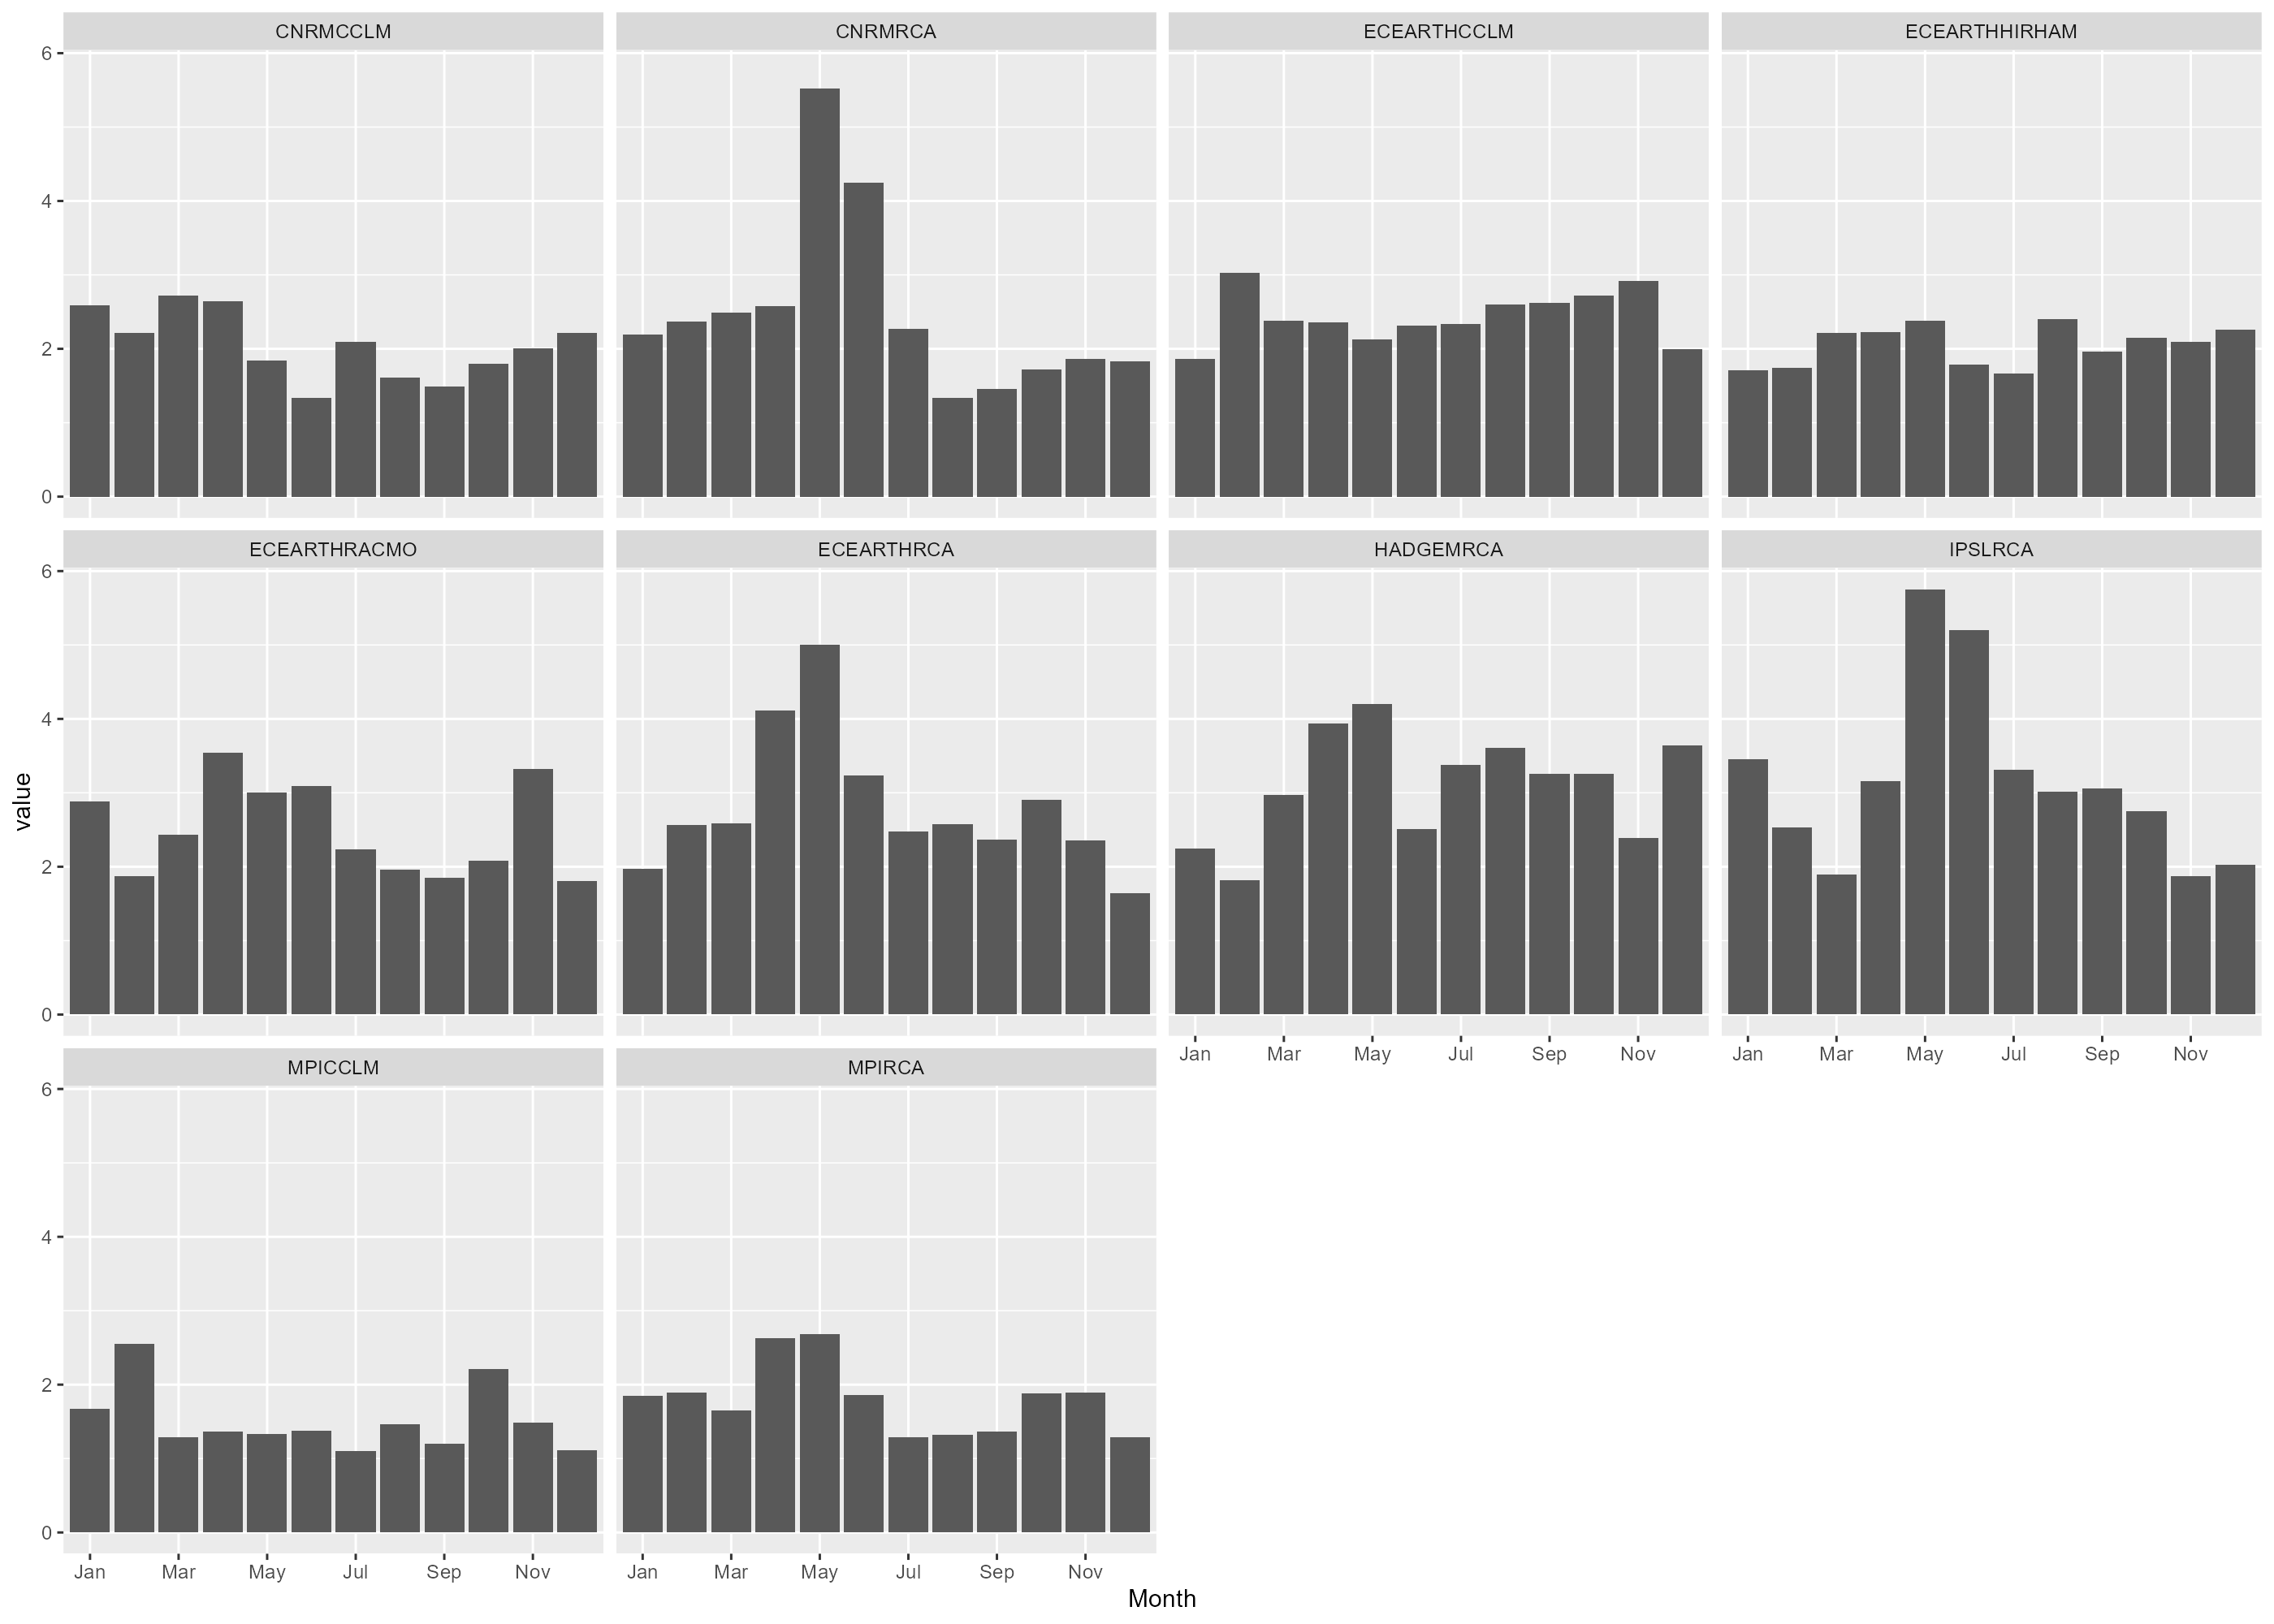 CNRMCCLM CNRMRCA ECEARTHCCLM ECEARTHHIRHAM
6
4
2
0
ECEARTHRACMO ECEARTHRCA HADGEMRCA IPSLRCA
6
4
2
0
Jan Mar May Jul Sep Nov Jan Mar May Jul Sep Nov
MPICCLM MPIRCA
6
4
2
0
Jan Mar May Jul Sep Nov Jan Mar May Jul Sep Nov
Month
value